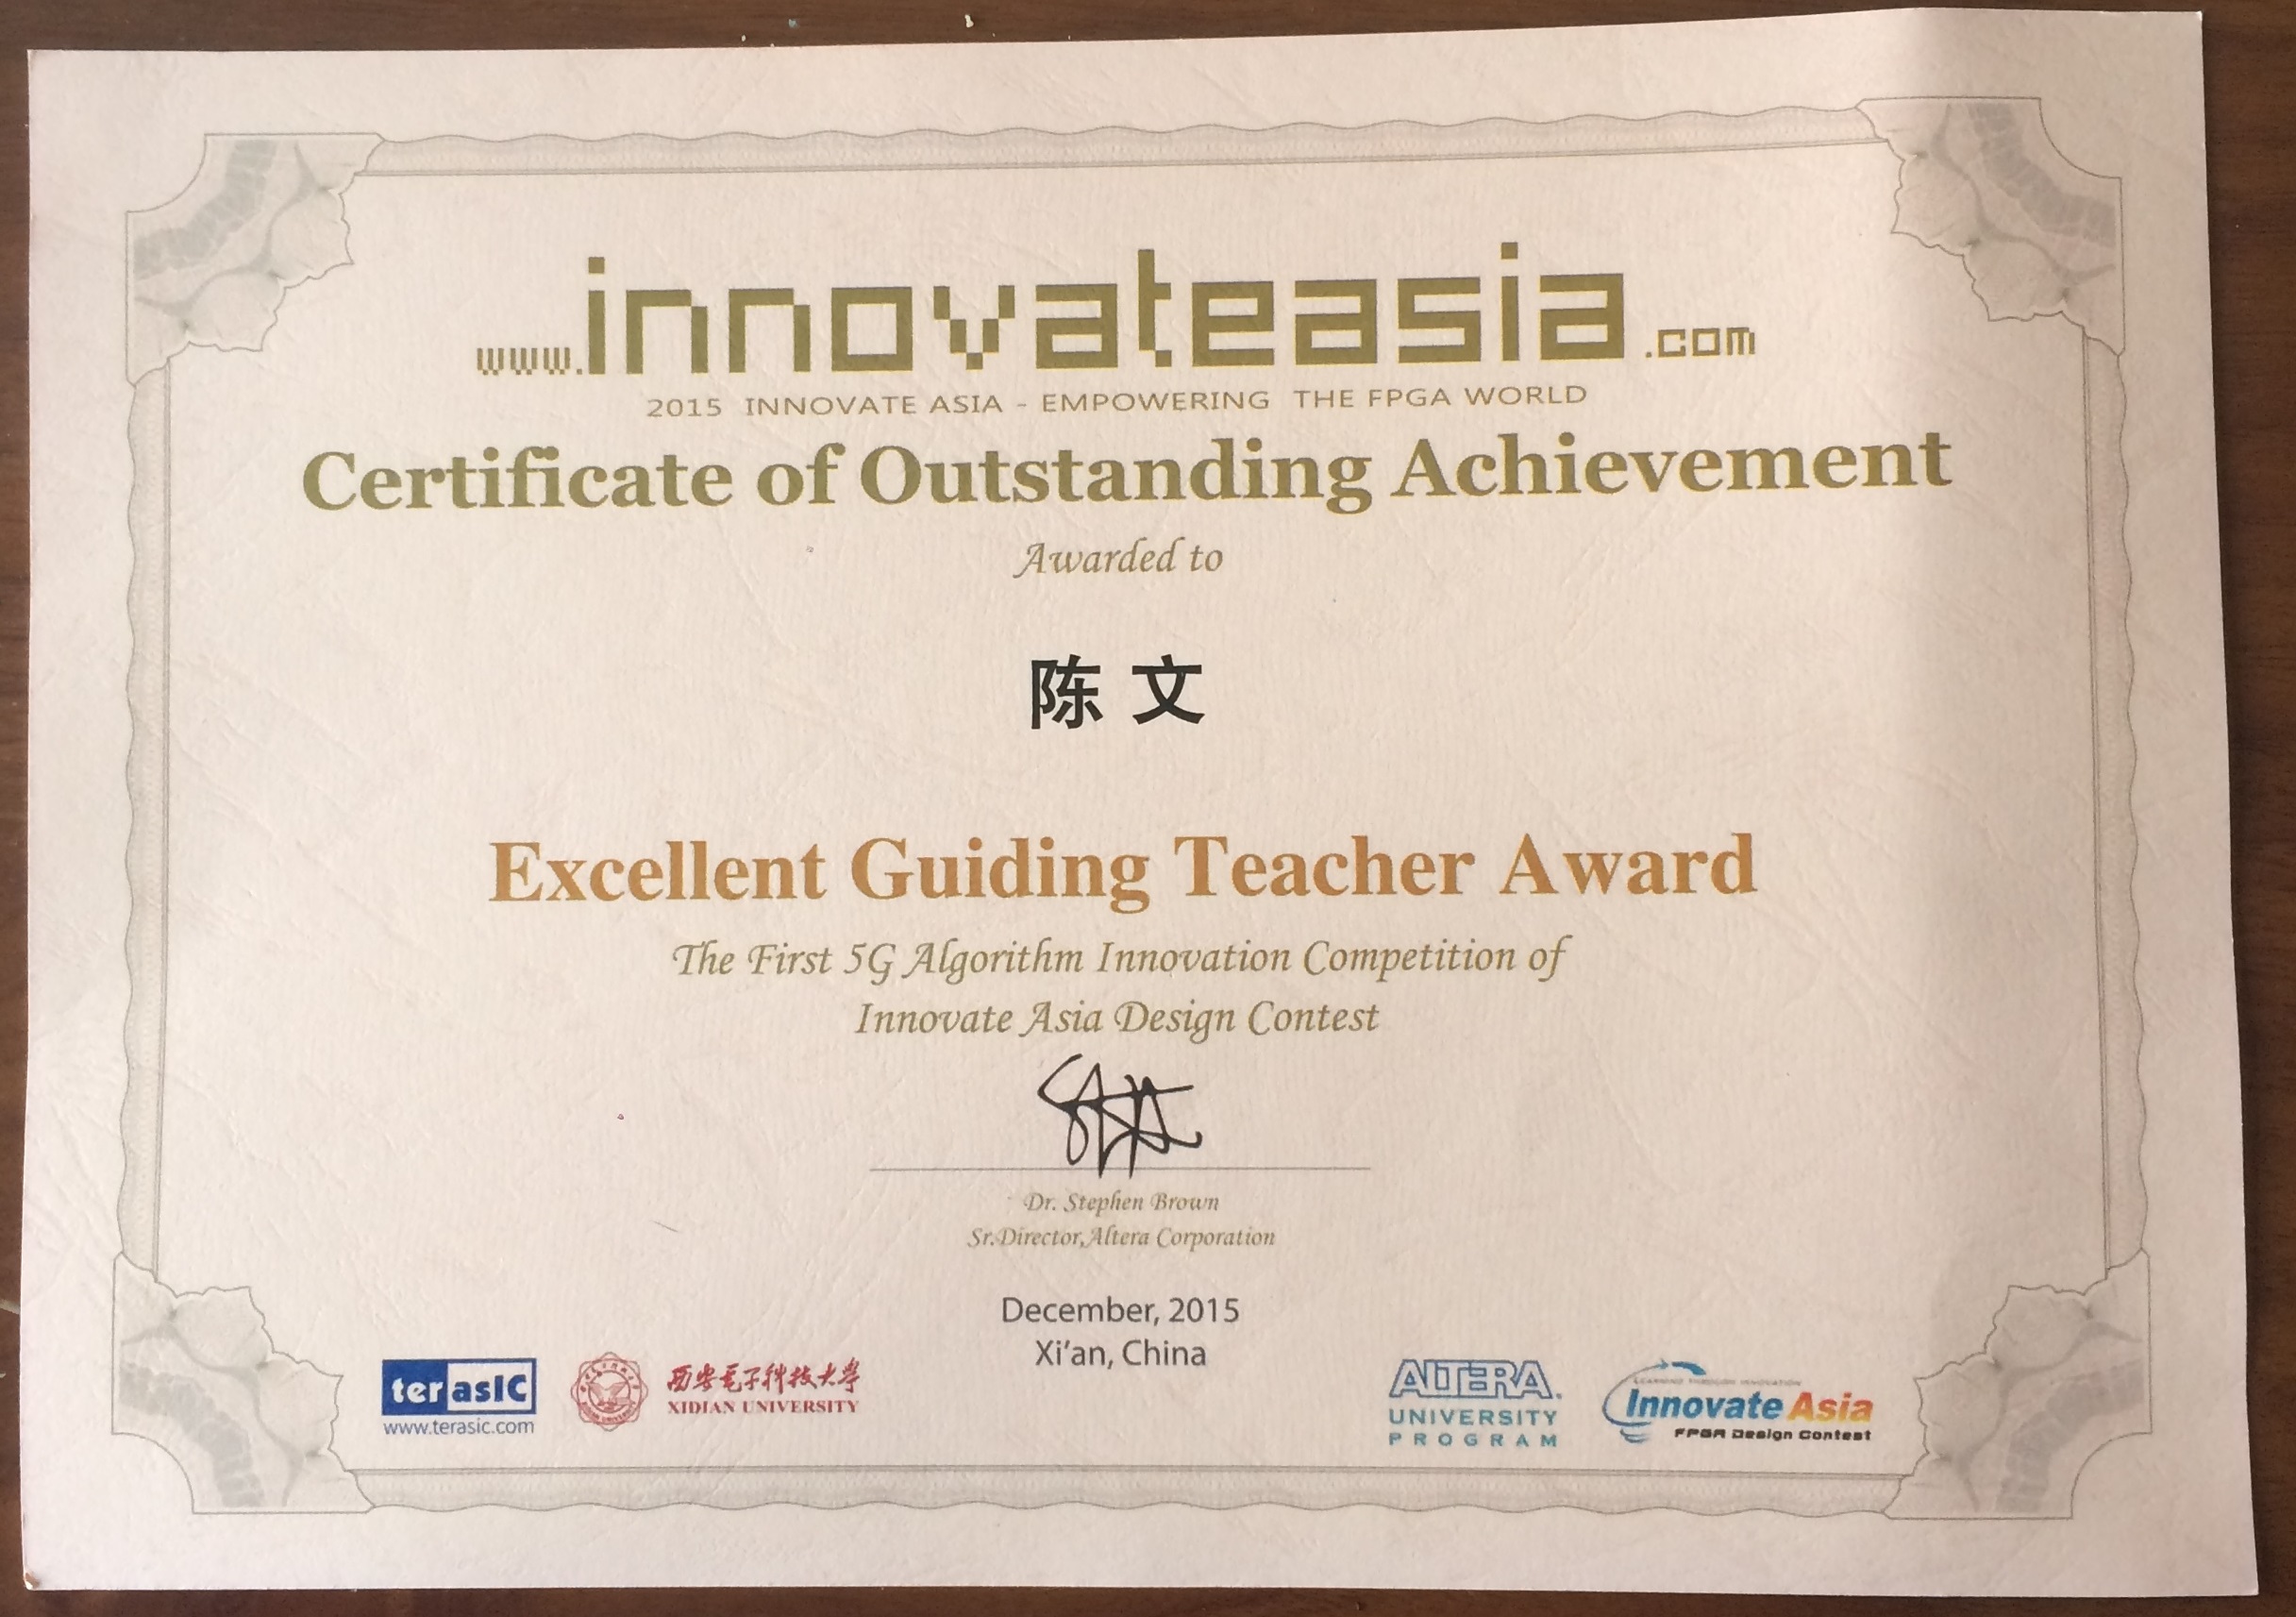 www.innovateasia.com
2015 INNOVATE ASIA - EMPOWERING THE FPGA WORLD
Certificate of Outstanding Achievement
Awarded to
陈文
Excellent Guiding Teacher Award
The First 5G Algorithm Innovation Competition of
Innovate Asia Design Contest
Dr. Stephen Brown
Sr.Director,Altera Corporation
December, 2015
Xi'an, China
terasIC
www.terasic.com
西安电子科技大学
XIDIAN UNIVERSITY
ALTERA.
UNIVERSITY
PROGRAM
LEARNING THROUGH INNOVATION
Innovate Asia
FPGA Design Contest